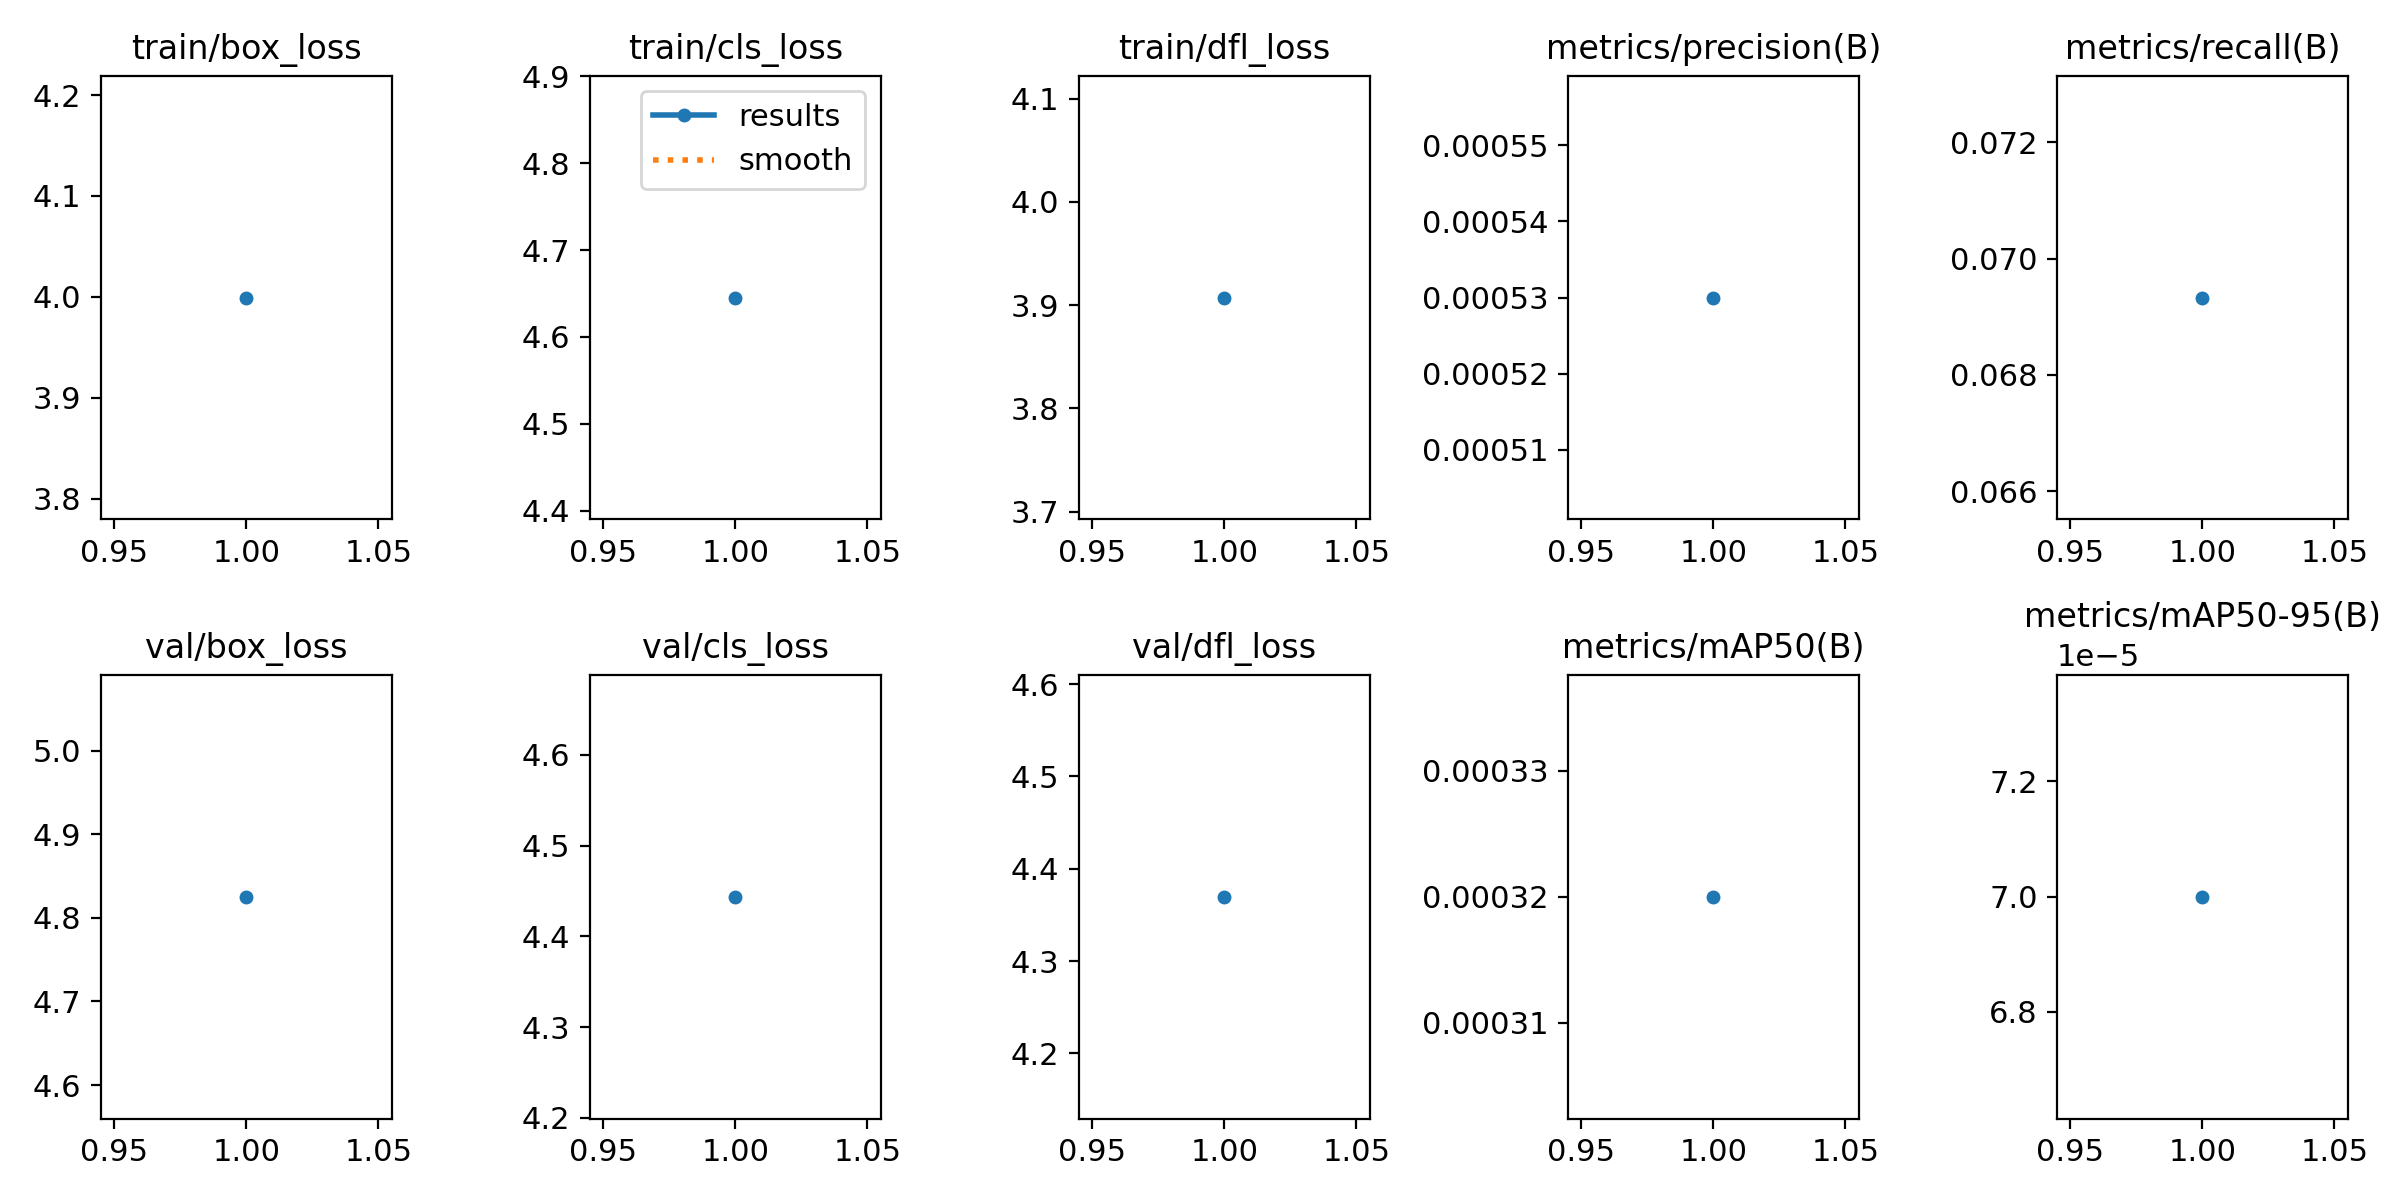 train/box_loss
4.2
4.1
4.0
3.9
3.8
0.95 1.00 1.05
train/cls_loss
4.9
4.8
4.7
4.6
4.5
4.4
results
smooth
0.95 1.00 1.05
train/dfl_loss
4.1
4.0
3.9
3.8
3.7
0.95 1.00 1.05
metrics/precision(B)
0.00055
0.00054
0.00053
0.00052
0.00051
0.95 1.00 1.05
metrics/recall(B)
0.072
0.070
0.068
0.066
0.95 1.00 1.05
val/box_loss
5.0
4.9
4.8
4.7
4.6
0.95 1.00 1.05
val/cls_loss
4.6
4.5
4.4
4.3
4.2
0.95 1.00 1.05
val/dfl_loss
4.6
4.5
4.4
4.3
4.2
0.95 1.00 1.05
metrics/mAP50(B)
0.00033
0.00032
0.00031
0.95 1.00 1.05
metrics/mAP50-95(B)
1e−5
7.2
7.0
6.8
0.95 1.00 1.05